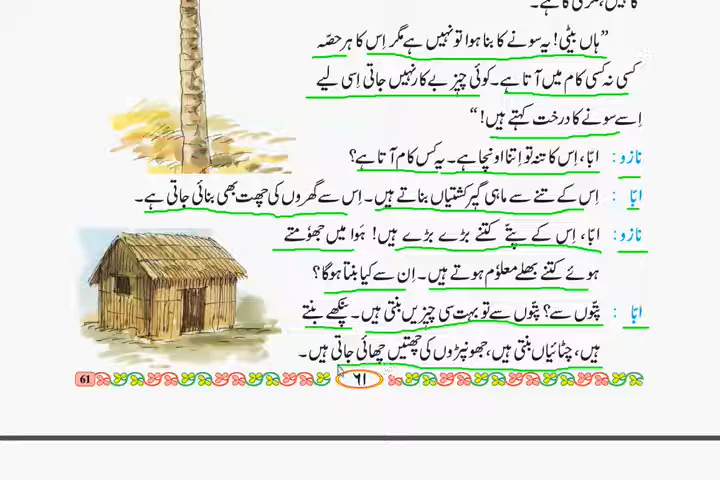 ”ہاں بیٹی! یہ سونے کا بنا ہوا تو نہیں ہے مگر اِس کا ہر حصّہ
کسی نہ کسی کام میں آتا ہے۔ کوئی چیز بے کار نہیں جاتی اِسی لیے
اِسے سونے کا درخت کہتے ہیں!“
نازو : ابّا، اِس کا تنہ تو اِتنا اونچا ہے۔ یہ کس کام آتا ہے؟
ابّا : اِس کے تنے سے ماہی گیر کشتیاں بناتے ہیں۔ اِس سے گھروں کی چھت بھی بنائی جاتی ہے۔
نازو : ابّا، اِس کے پتّے کتنے بڑے بڑے ہیں! ہَوا میں جھوٗمتے
ہوئے کتنے بھلے معلوٗم ہوتے ہیں۔ اِن سے کیا بنتا ہوگا؟
ابّا : پتّوں سے؟ پتّوں سے تو بہت سی چیزیں بنتی ہیں۔ پنکھے بنتے
ہیں، چٹائیاں بنتی ہیں، جھونپڑوں کی چھتیں چھائی جاتی ہیں۔
61
۶۱